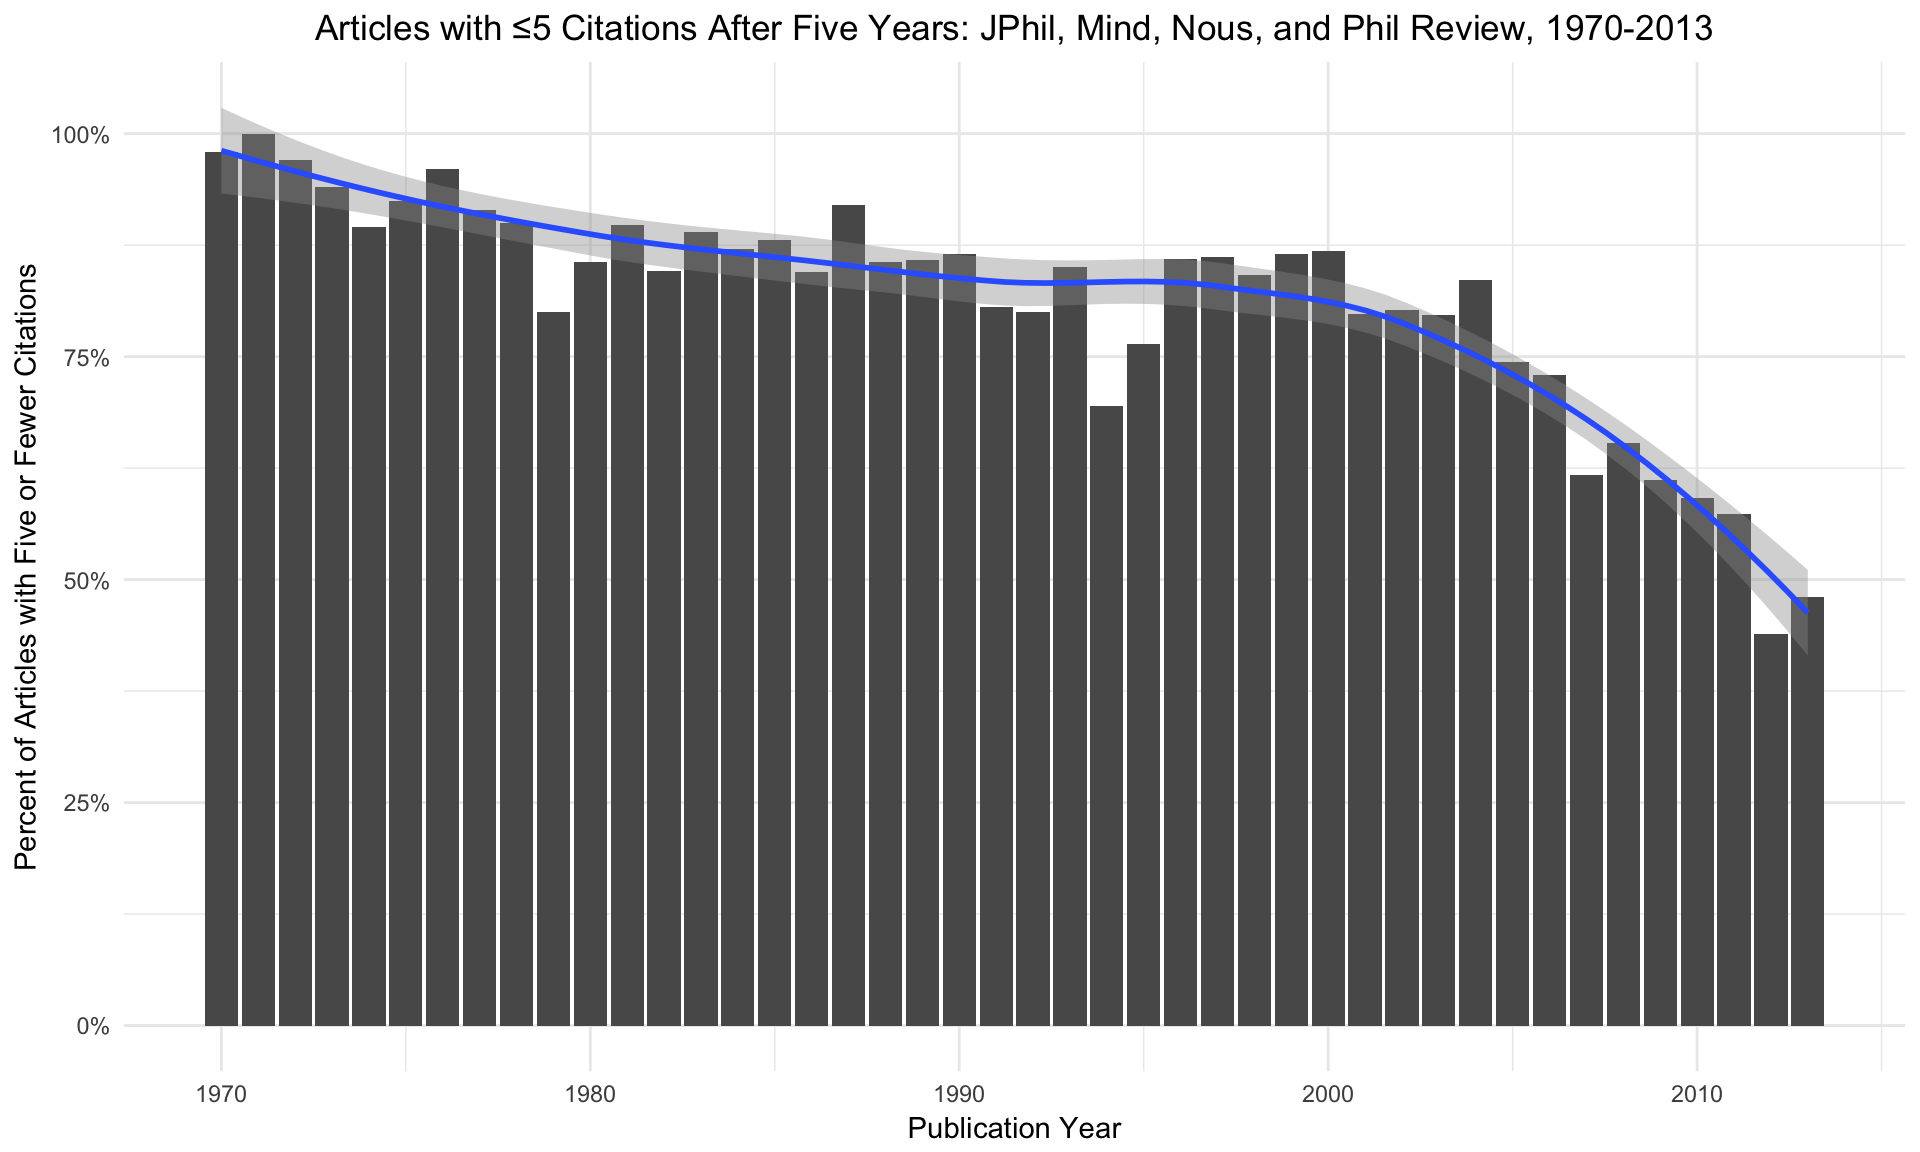 Articles with ≤5 Citations After Five Years: JPhil, Mind, Nous, and Phil Review, 1970-2013
Percent of Articles with Five or Fewer Citations
100%
75%
50%
25%
0%
1970 1980 1990 2000 2010
Publication Year